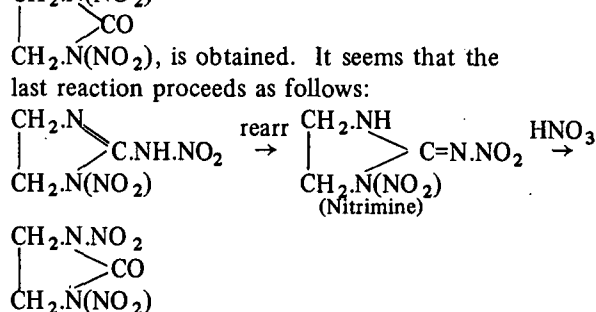 CH2.N(NO2)
CO
CH2.N(NO2), is obtained. It seems that the
last reaction proceeds as follows:
CH2.N C.NH.NO2 CH2.N(NO2) rearr → CH2.NH C=N.NO2 CH2.N(NO2) HNO3 →
(Nitrimine)
CH2.N.NO2
CO
CH2.N(NO2)